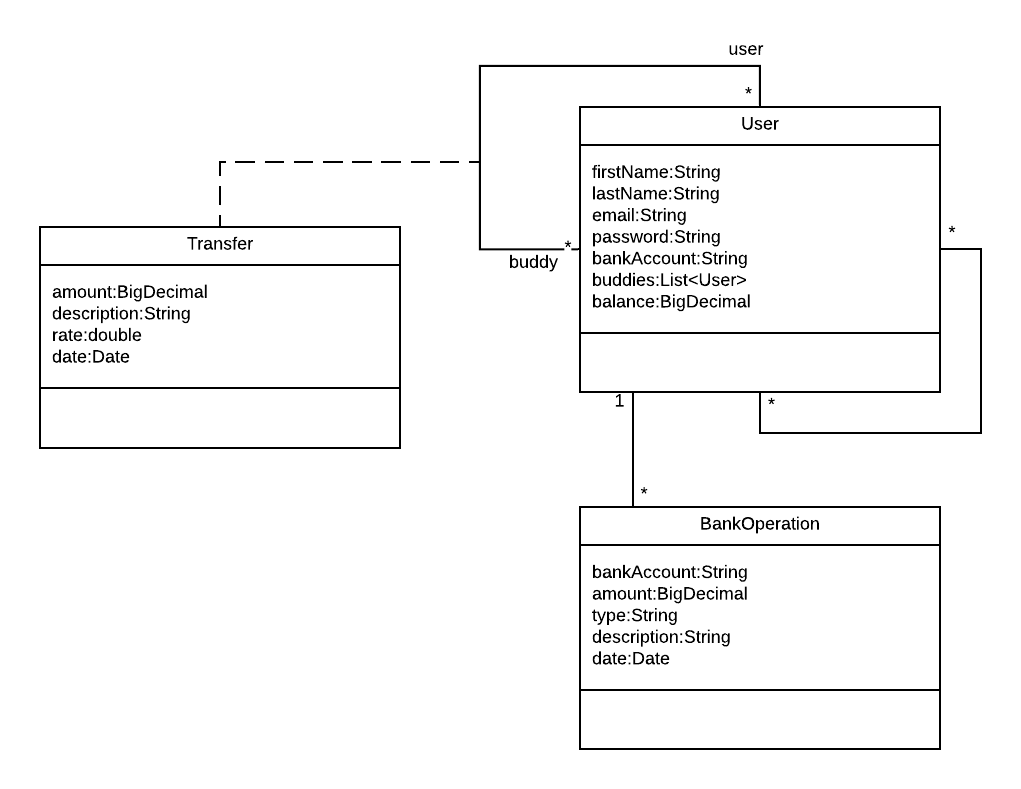 user
*
User
firstName:String
lastName:String
email:String
password:String
bankAccount:String
buddies:List<User>
balance:BigDecimal
*
buddy
*
Transfer
amount:BigDecimal
description:String
rate:double
date:Date
1
*
*
BankOperation
bankAccount:String
amount:BigDecimal
type:String
description:String
date:Date